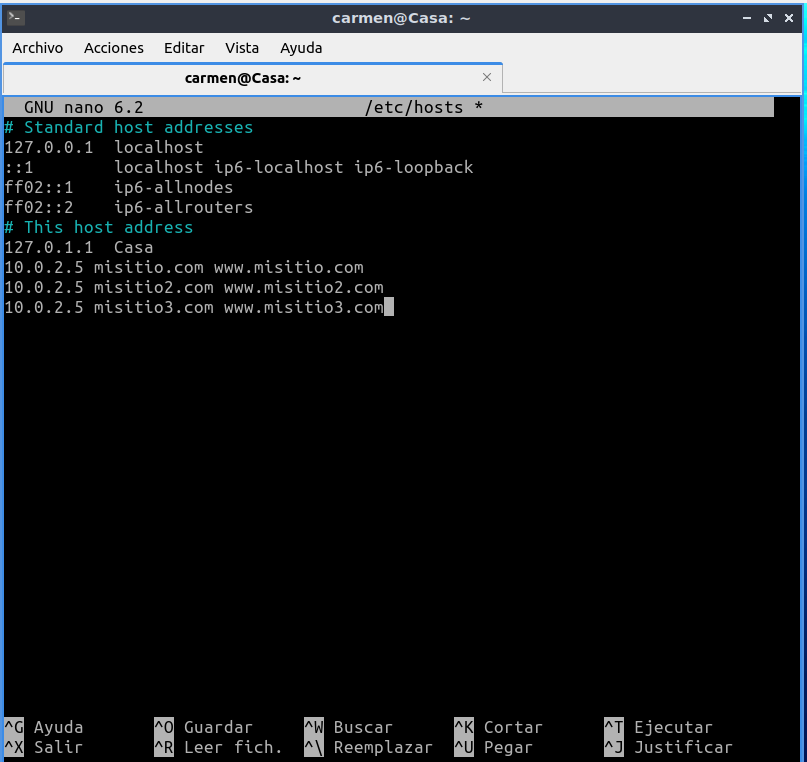 carmen@Casa: ~
Archivo Acciones Editar Vista Ayuda
carmen@Casa: ~
GNU nano 6.2 /etc/hosts *
# Standard host addresses
127.0.0.1 localhost
::1 localhost ip6-localhost ip6-loopback
ff02::1 ip6-allnodes
ff02::2 ip6-allrouters
# This host address
127.0.1.1 Casa
10.0.2.5 misitio.com www.misitio.com
10.0.2.5 misitio2.com www.misitio2.com
10.0.2.5 misitio3.com www.misitio3.com
^G Ayuda ^O Guardar ^W Buscar ^K Cortar ^T Ejecutar
^X Salir ^R Leer fich. ^\ Reemplazar ^U Pegar ^J Justificar